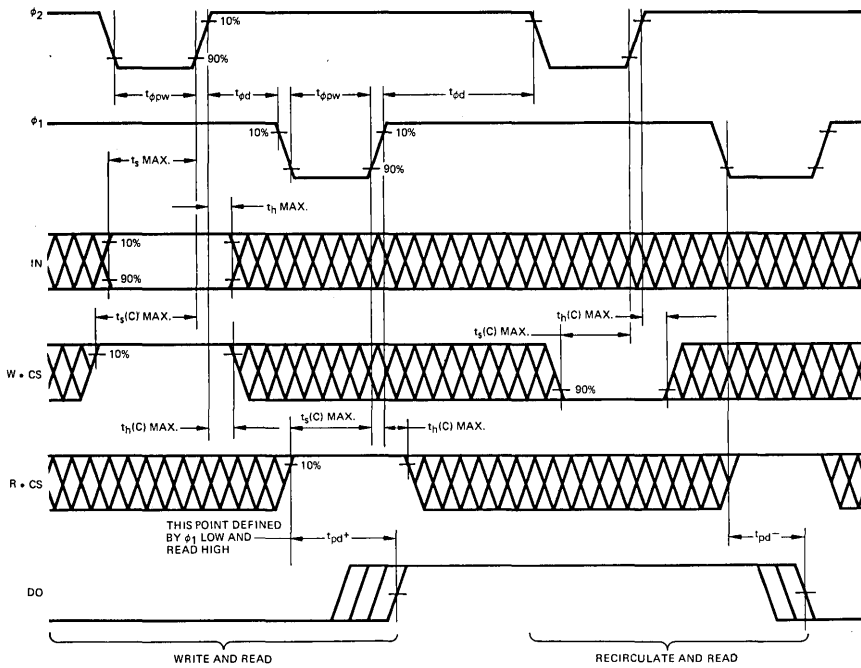 ϕ2
10%
90%
tϕpw
tϕd
tϕpw
tϕd
ϕ1
10%
10%
90%
90%
ts MAX.
th MAX.
IN
10%
90%
ts(C) MAX.
th(C) MAX.
ts(C) MAX.
W • CS
10%
90%
th(C) MAX.
ts(C) MAX.
th(C) MAX.
R • CS
10%
THIS POINT DEFINED
BY ϕ1 LOW AND
READ HIGH
tpd+
tpd−
DO
WRITE AND READ
RECIRCULATE AND READ